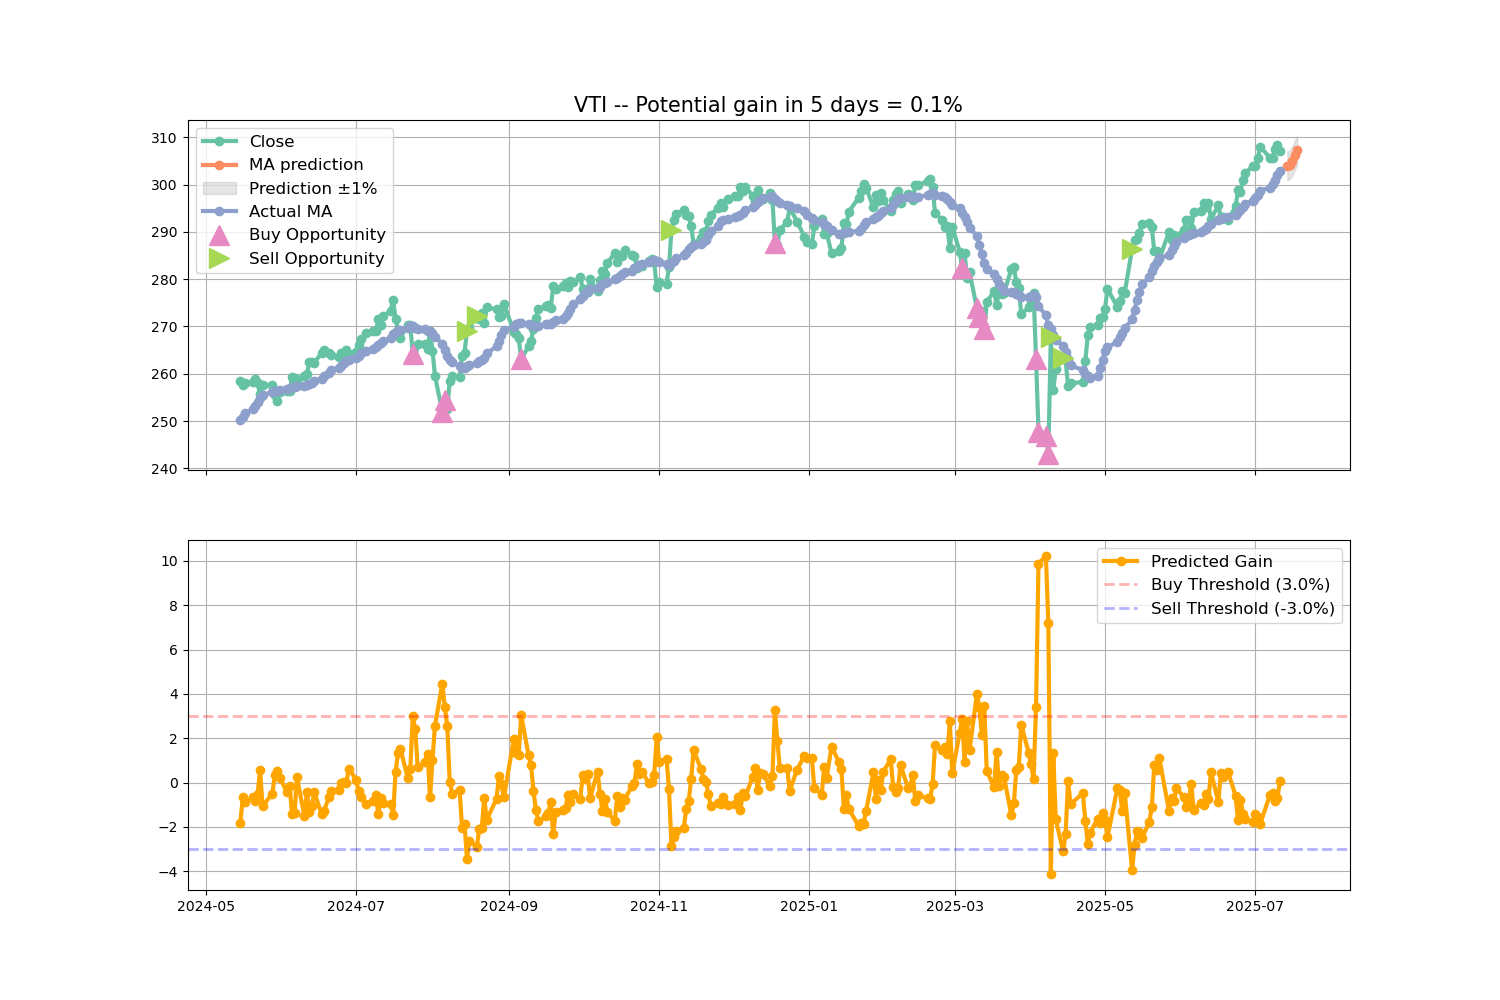 VTI -- Potential gain in 5 days = 0.1%
310
300
290
280
270
260
250
240
Close
MA prediction
Prediction ±1%
Actual MA
Buy Opportunity
Sell Opportunity
10
8
6
4
2
0
−2
−4
Predicted Gain
Buy Threshold (3.0%)
Sell Threshold (-3.0%)
2024-05
2024-07
2024-09
2024-11
2025-01
2025-03
2025-05
2025-07